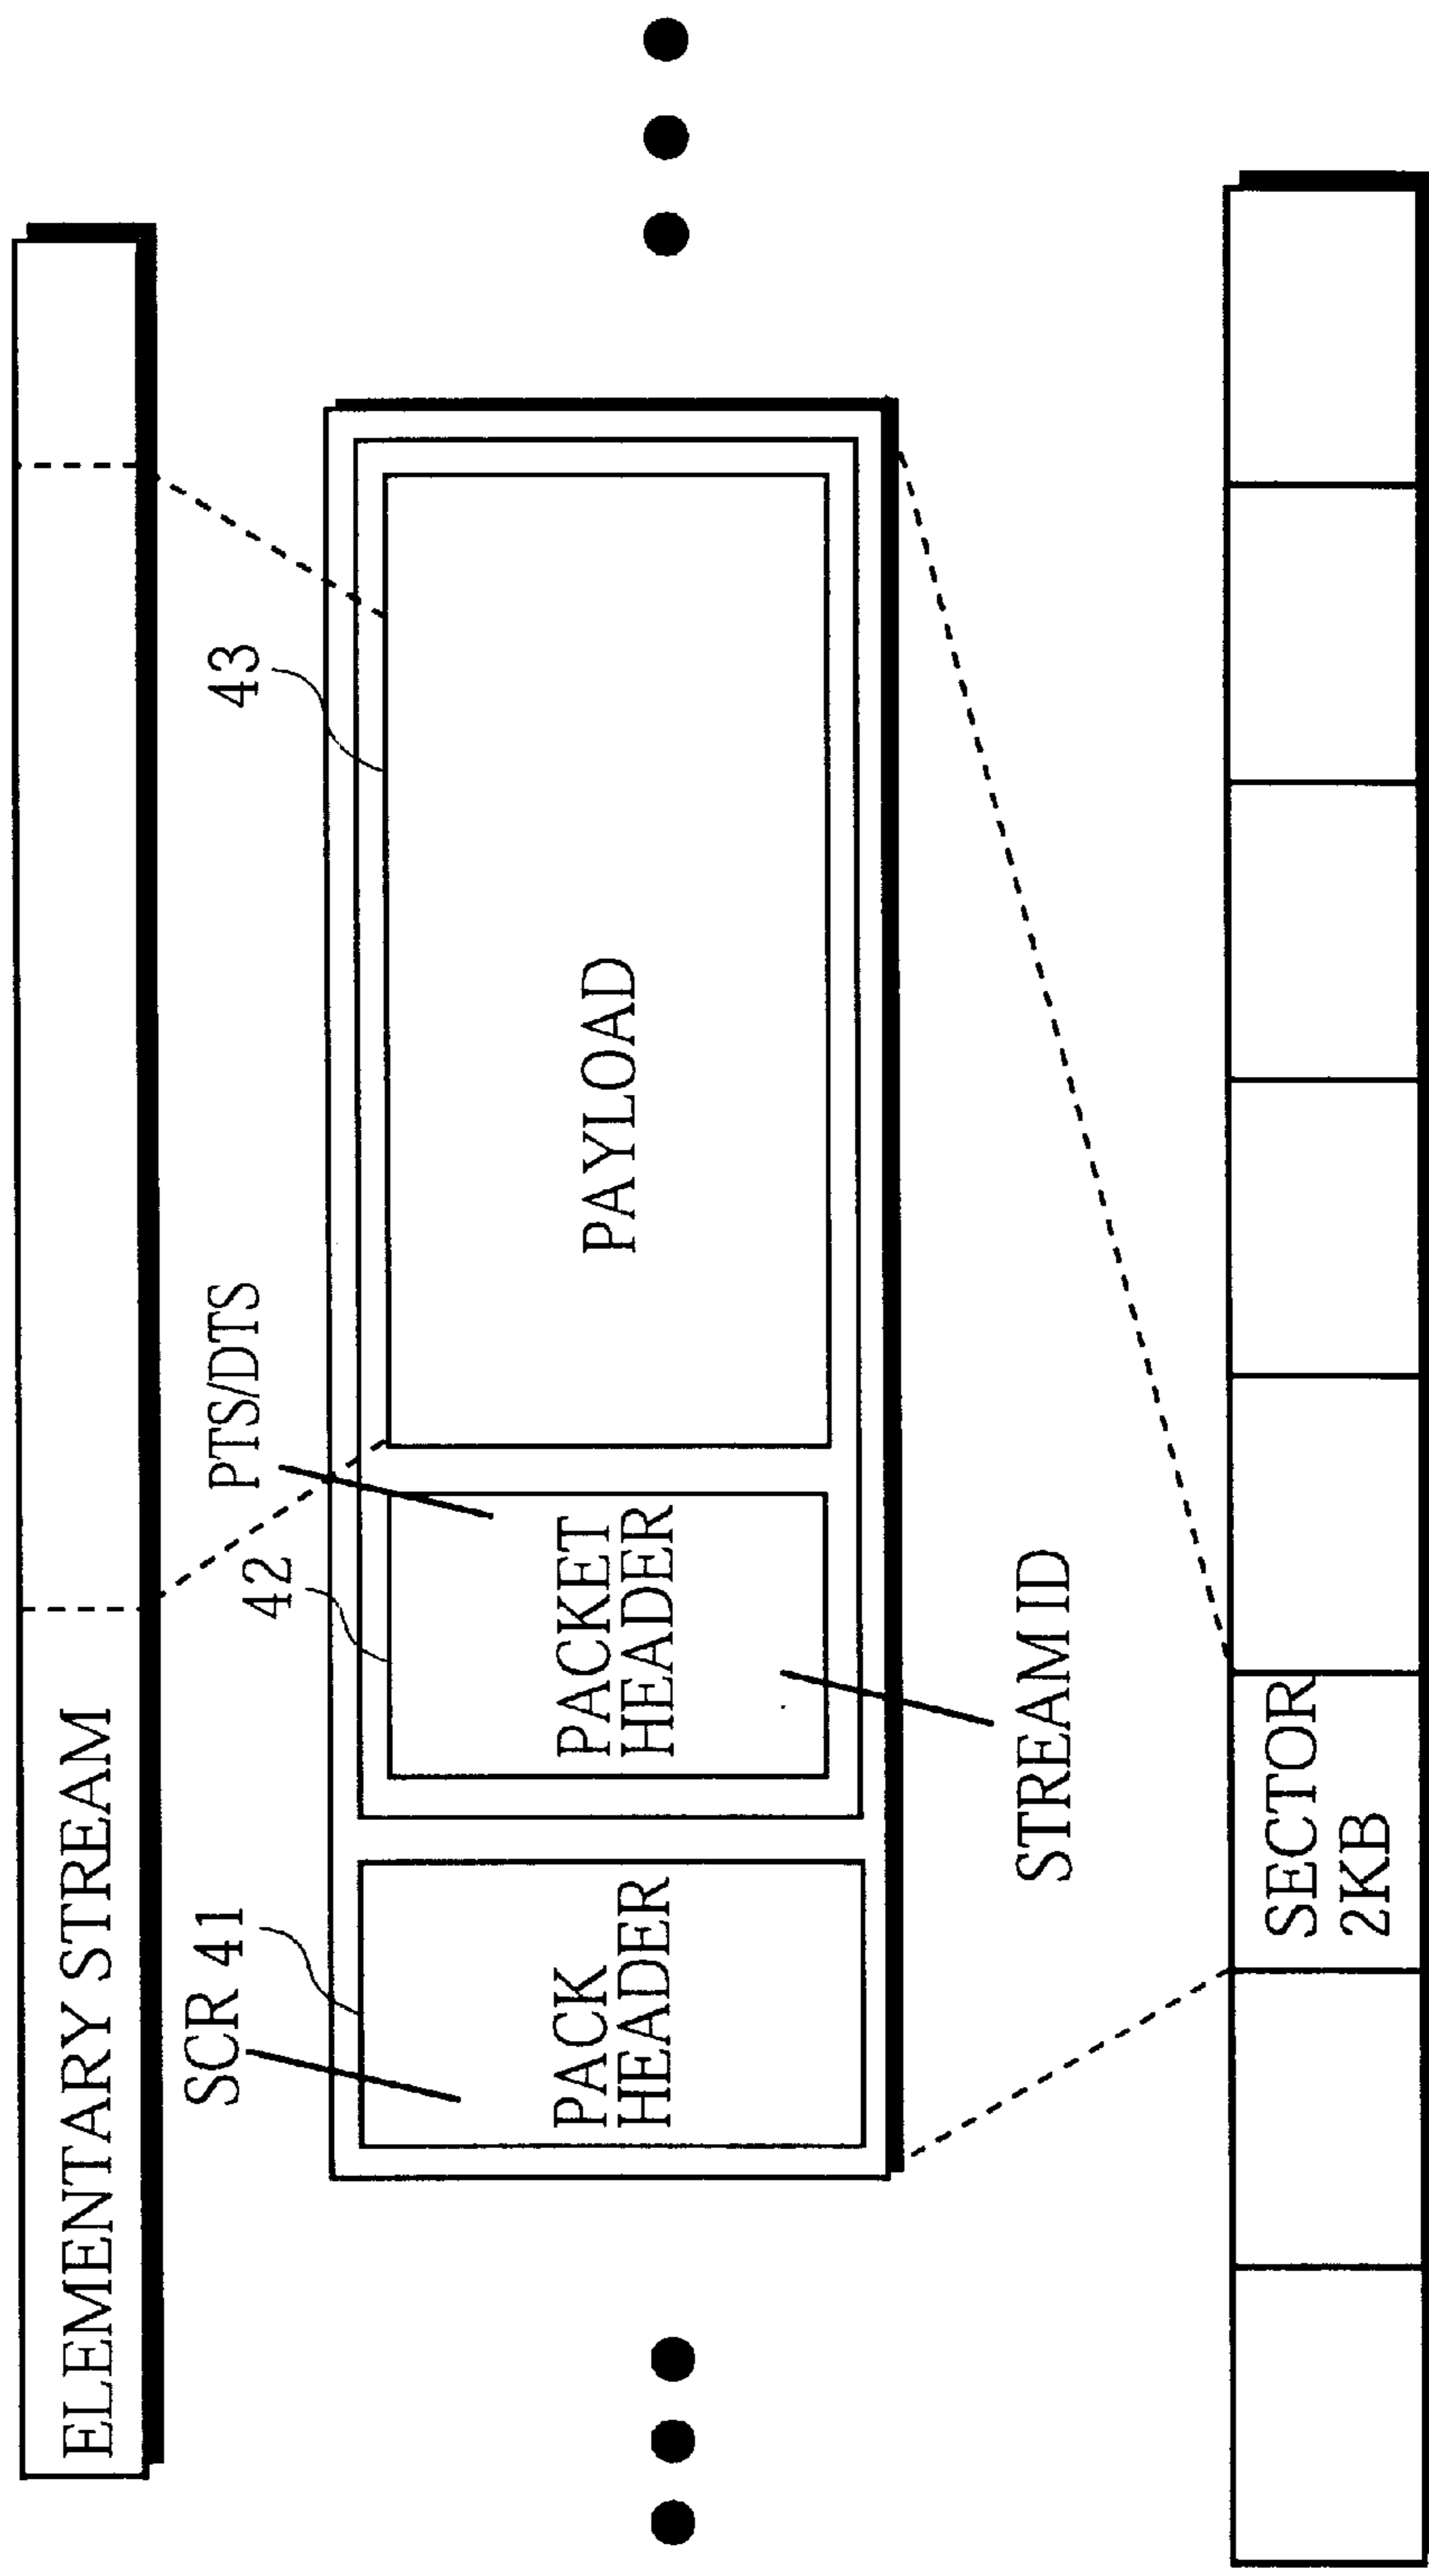 ELEMENTARY STREAM
SCR 41
42
PTS/DTS
43
PACK
HEADER
PACKET
HEADER
PAYLOAD
STREAM ID
SECTOR
2KB